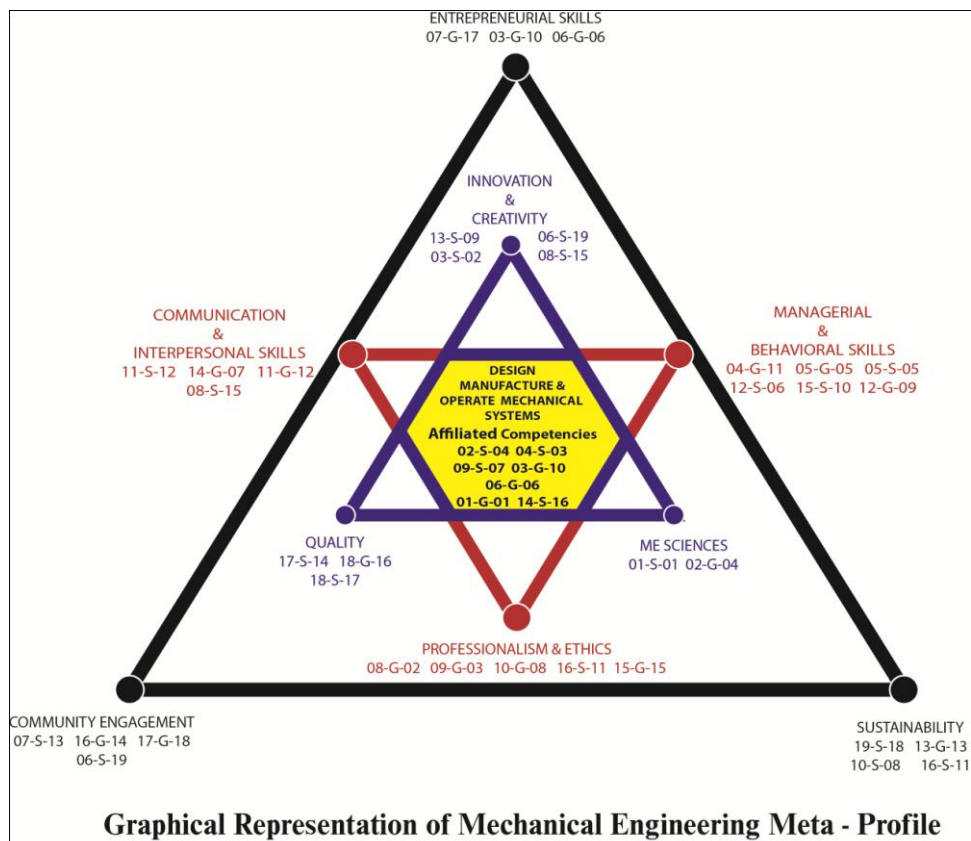 ENTREPRENEURIAL SKILLS
07-G-17 03-G-10 06-G-06
INNOVATION
&
CREATIVITY
13-S-09 06-S-19
03-S-02 08-S-15
COMMUNICATION
&
INTERPERSONAL SKILLS
11-S-12 14-G-07 11-G-12
08-S-15
MANAGERIAL
&
BEHAVIORAL SKILLS
04-G-11 05-G-05 05-S-05
12-S-06 15-S-10 12-G-09
DESIGN
MANUFACTURE &
OPERATE MECHANICAL
SYSTEMS
Affiliated Competencies
02-S-04 04-S-03
09-S-07 03-G-10
06-G-06
01-G-01 14-S-16
QUALITY
17-S-14 18-G-16
18-S-17
ME SCIENCES
01-S-01 02-G-04
PROFESSIONALISM & ETHICS
08-G-02 09-G-03 10-G-08 16-S-11 15-G-15
COMMUNITY ENGAGEMENT
07-S-13 16-G-14 17-G-18
06-S-19
SUSTAINABILITY
19-S-18 13-G-13
10-S-08 16-S-11
Graphical Representation of Mechanical Engineering Meta - Profile